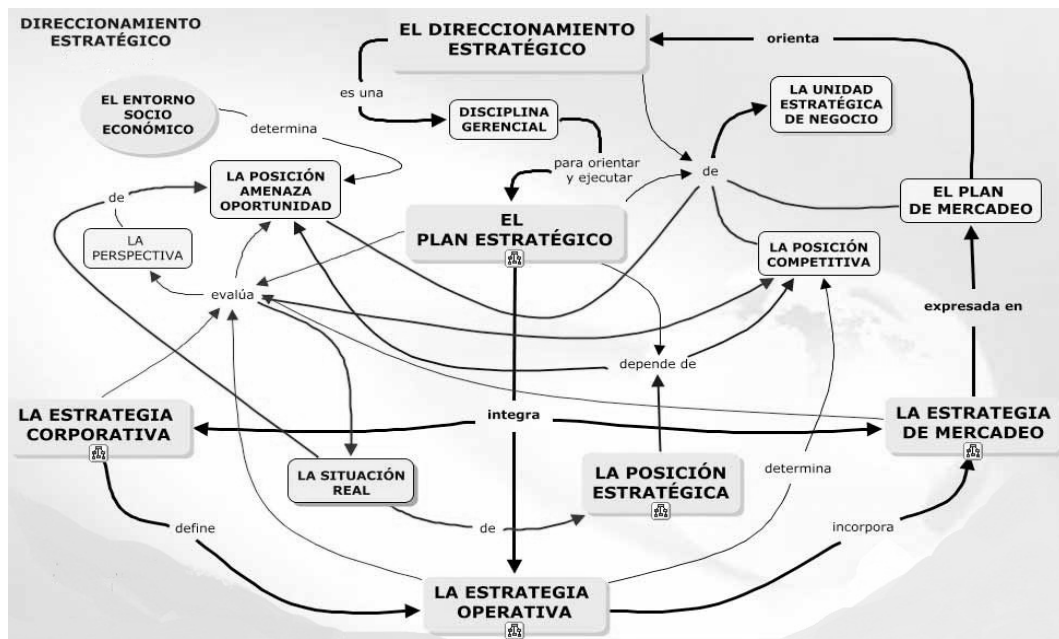 DIRECCIONAMIENTO
ESTRATÉGICO
EL DIRECCIONAMIENTO
ESTRATÉGICO
orienta
es una
EL ENTORNO
SOCIO
ECONÓMICO
determina
DISCIPLINA
GERENCIAL
LA UNIDAD
ESTRATÉGICA
DE NEGOCIO
para orientar
y ejecutar
de
de
LA POSICIÓN
AMENAZA
OPORTUNIDAD
EL PLAN
DE MERCADEO
EL
PLAN ESTRATÉGICO
LA
PERSPECTIVA
LA POSICIÓN
COMPETITIVA
evalúa
expresada en
depende de
LA ESTRATEGIA
CORPORATIVA
integra
LA ESTRATEGIA
DE MERCADEO
LA SITUACIÓN
REAL
LA POSICIÓN
ESTRATÉGICA
determina
define
de
incorpora
LA ESTRATEGIA
OPERATIVA